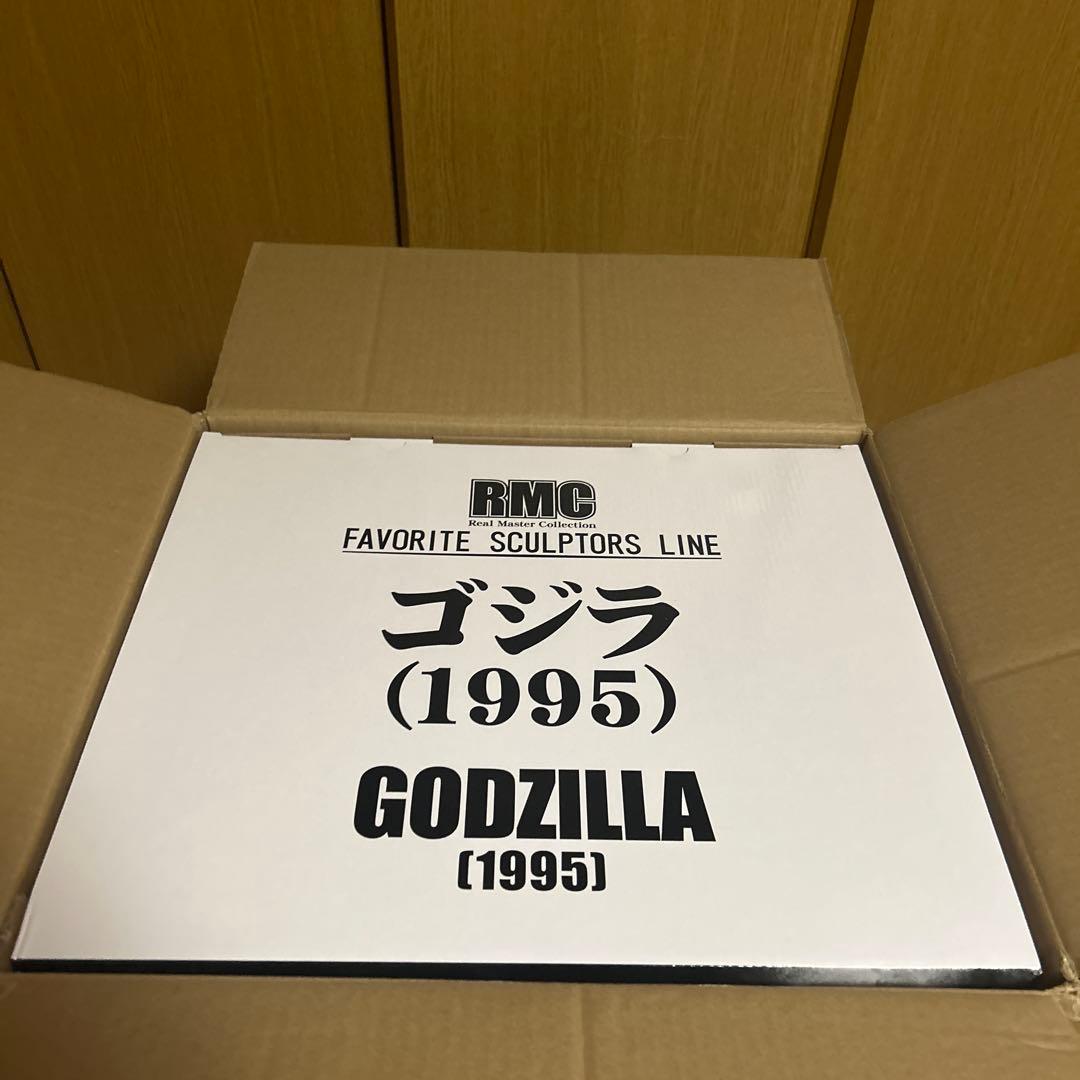 RMC
Real Master Collection
FAVORITE SCULPTORS LINE
ゴジラ
(1995)
GODZILLA
(1995)